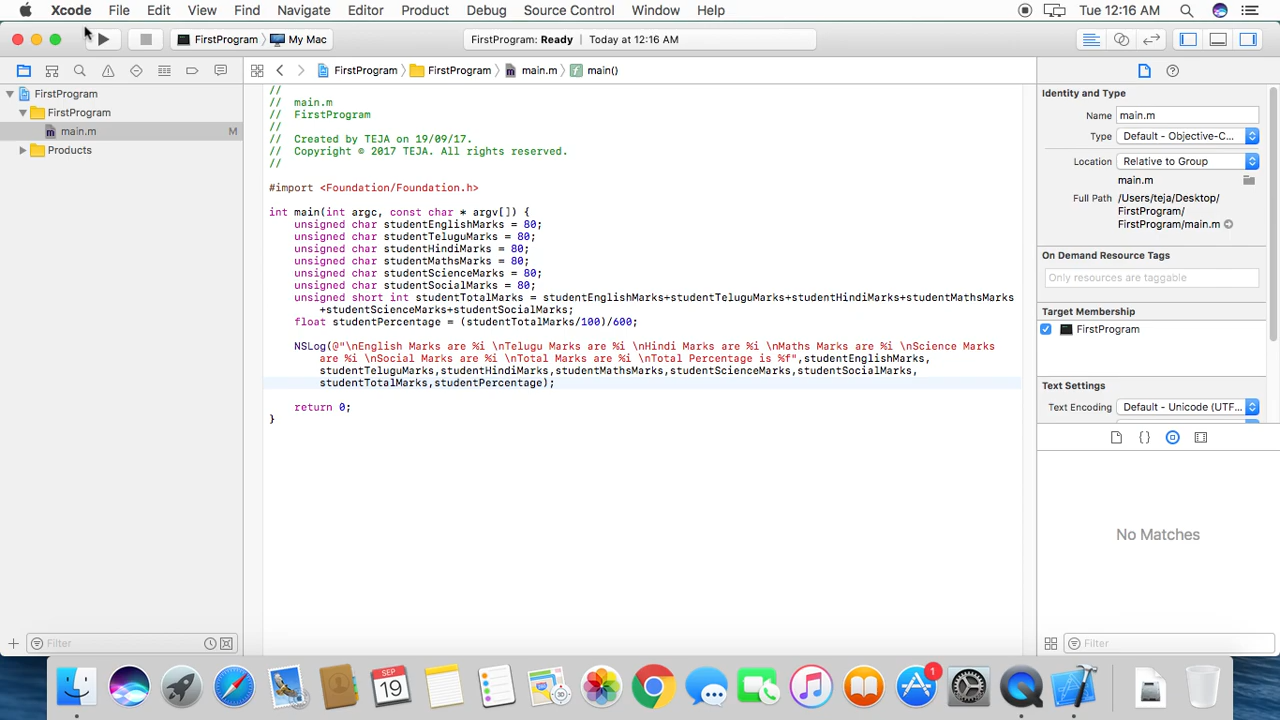 Xcode File Edit View Find Navigate Editor Product Debug Source Control Window Help Tue 12:16 AM
FirstProgram My Mac FirstProgram: Ready Today at 12:16 AM
FirstProgram FirstProgram main.m main()
FirstProgram
FirstProgram
main.m M
Products
//
// main.m
// FirstProgram
//
// Created by TEJA on 19/09/17.
// Copyright © 2017 TEJA. All rights reserved.
//
#import <Foundation/Foundation.h>
int main(int argc, const char * argv[]) {
unsigned char studentEnglishMarks = 80;
unsigned char studentTeluguMarks = 80;
unsigned char studentHindiMarks = 80;
unsigned char studentMathsMarks = 80;
unsigned char studentScienceMarks = 80;
unsigned char studentSocialMarks = 80;
unsigned short int studentTotalMarks = studentEnglishMarks+studentTeluguMarks+studentHindiMarks+studentMathsMarks
+studentScienceMarks+studentSocialMarks;
float studentPercentage = (studentTotalMarks/100)/600;
NSLog(@"\nEnglish Marks are %i \nTelugu Marks are %i \nHindi Marks are %i \nMaths Marks are %i \nScience Marks
are %i \nSocial Marks are %i \nTotal Marks are %i \nTotal Percentage is %f",studentEnglishMarks,
studentTeluguMarks,studentHindiMarks,studentMathsMarks,studentScienceMarks,studentSocialMarks,
studentTotalMarks,studentPercentage);
return 0;
}
Identity and Type
Name main.m
Type Default - Objective-C...
Location Relative to Group
main.m
Full Path /Users/teja/Desktop/
FirstProgram/
FirstProgram/main.m
On Demand Resource Tags
Only resources are taggable
Target Membership
FirstProgram
Text Settings
Text Encoding Default - Unicode (UTF...
No Matches
Filter
Filter
SEP
19
1